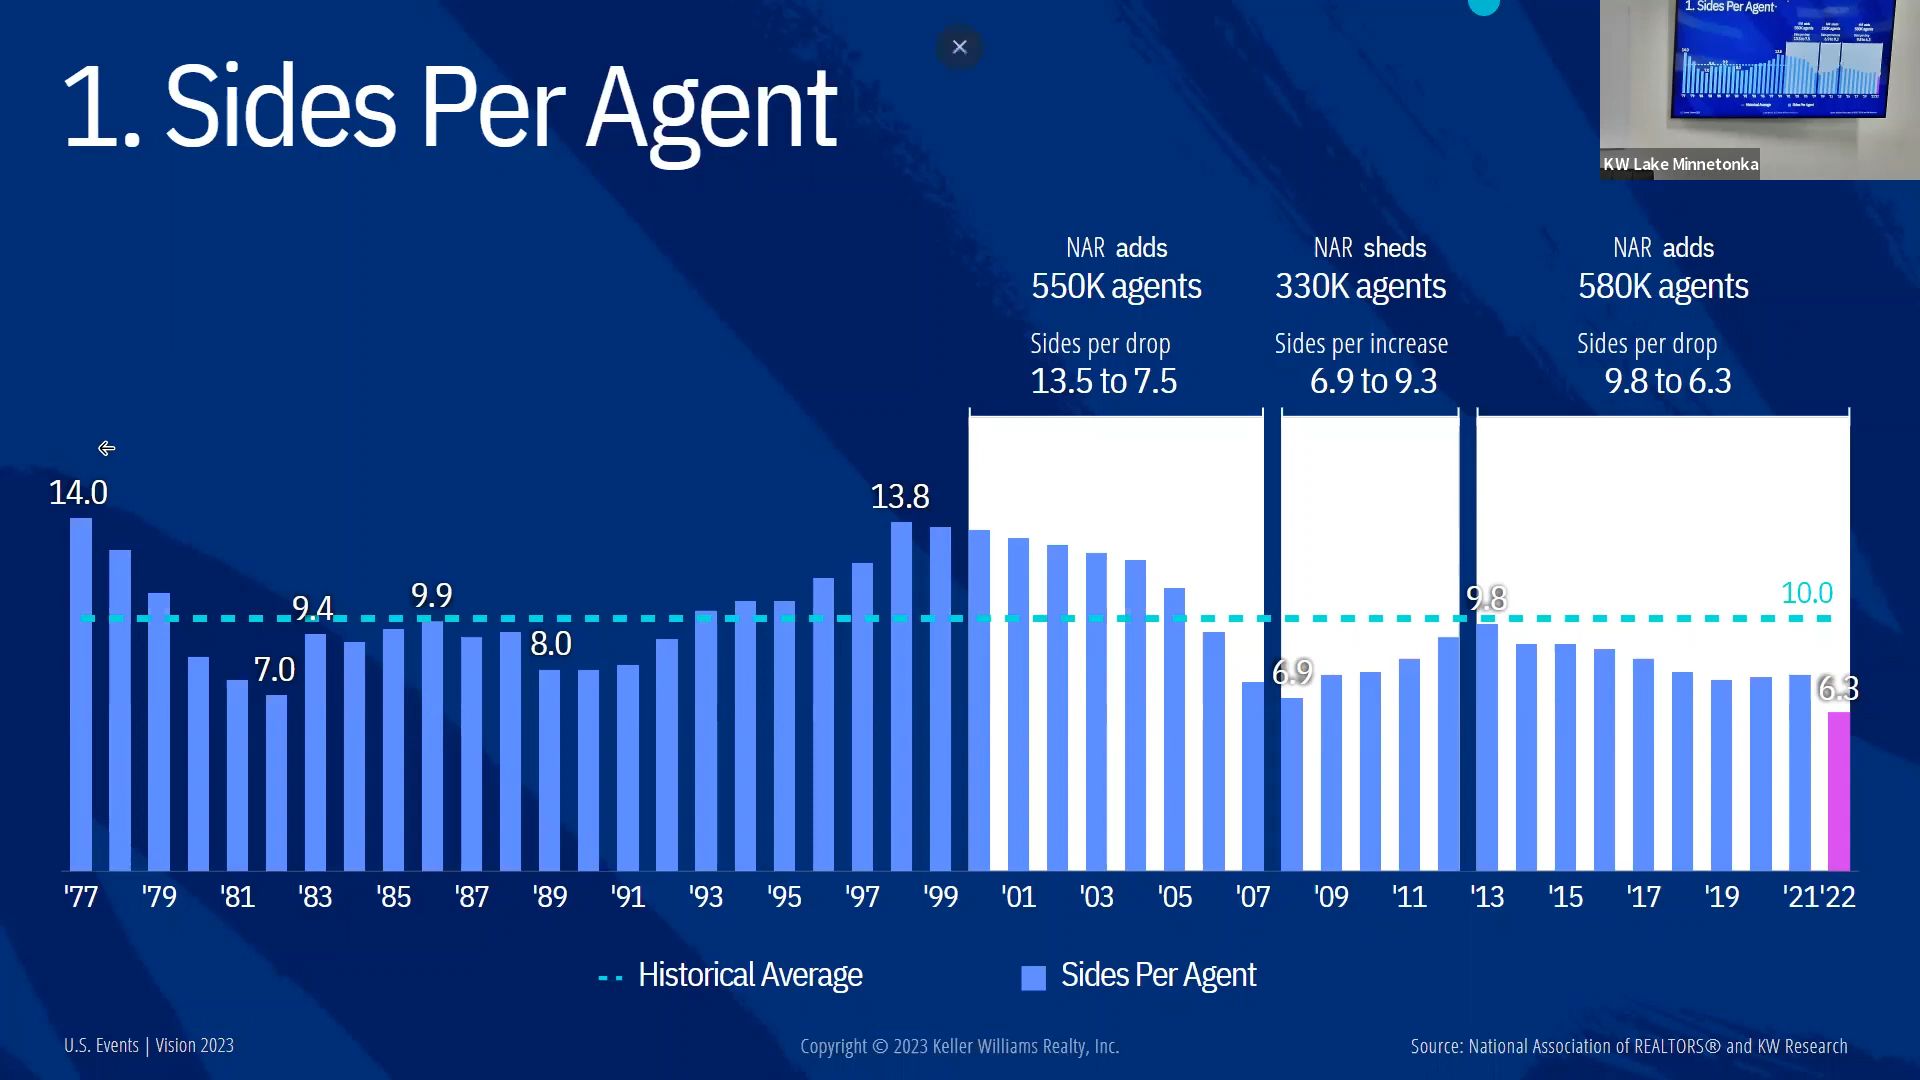 1. Sides Per Agent
1. Sides Per Agent
KW Lake Minnetonka
NAR adds
550K agents
Sides per drop
13.5 to 7.5
NAR sheds
330K agents
Sides per increase
6.9 to 9.3
NAR adds
580K agents
Sides per drop
9.8 to 6.3
14.0
7.0
9.4
9.9
8.0
13.8
6.9
9.8
10.0
6.3
'77 '79 '81 '83 '85 '87 '89 '91 '93 '95 '97 '99 '01 '03 '05 '07 '09 '11 '13 '15 '17 '19 '21 '22
Historical Average
Sides Per Agent
U.S. Events | Vision 2023
Copyright © 2023 Keller Williams Realty, Inc.
Source: National Association of REALTORS® and KW Research